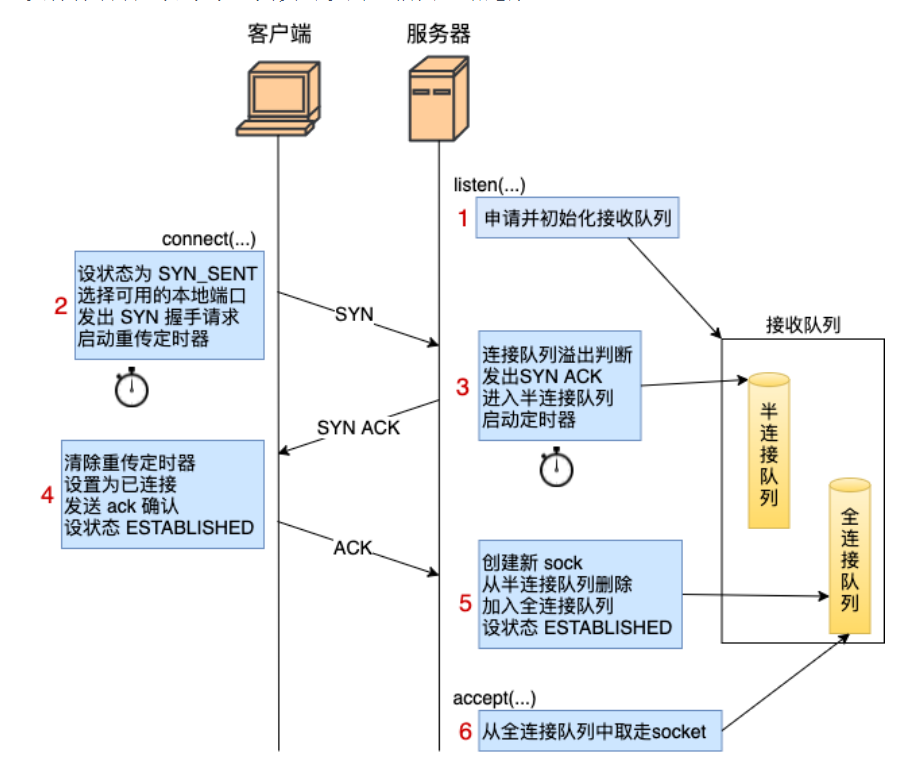 客户端
服务器
listen(...)
1
申请并初始化接收队列
connect(...)
2
设状态为 SYN_SENT
选择可用的本地端口
发出 SYN 握手请求
启动重传定时器
SYN
接收队列
3
连接队列溢出判断
发出SYN ACK
进入半连接队列
启动定时器
半连接队列
SYN ACK
4
清除重传定时器
设置为已连接
发送 ack 确认
设状态 ESTABLISHED
全连接队列
ACK
5
创建新 sock
从半连接队列删除
加入全连接队列
设状态 ESTABLISHED
accept(...)
6
从全连接队列中取走socket